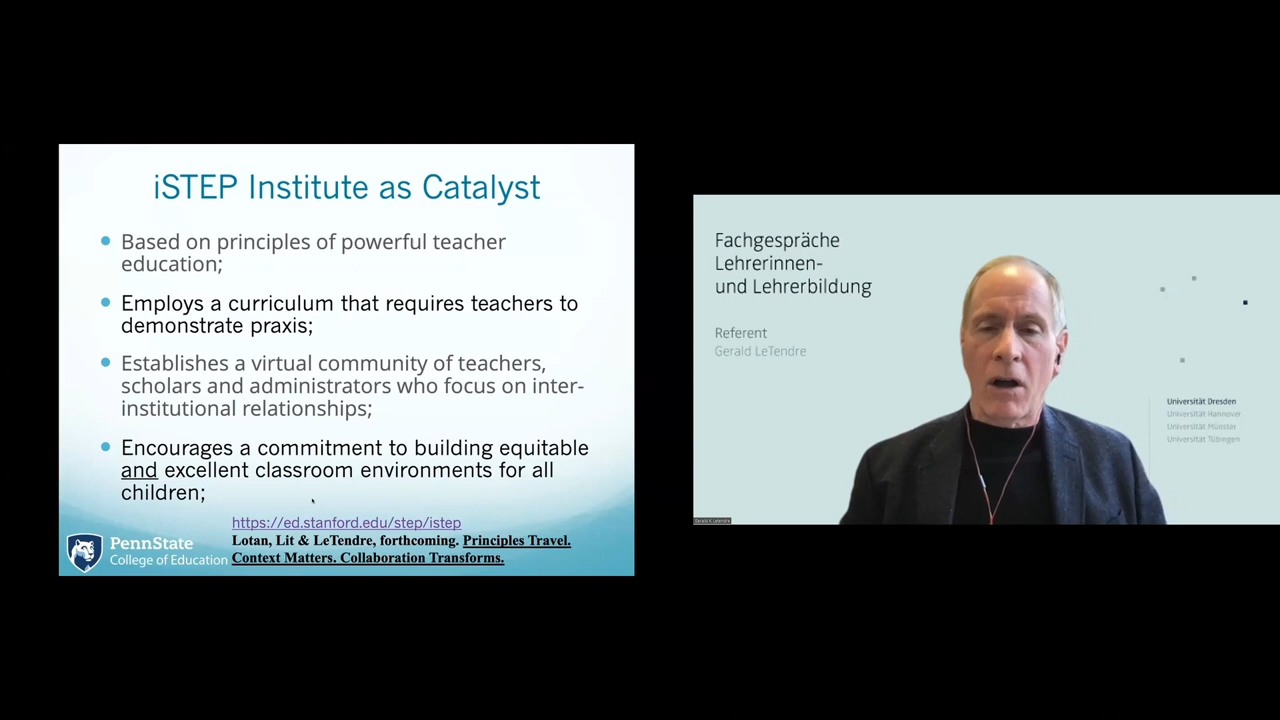 iSTEP Institute as Catalyst
Based on principles of powerful teacher
education;
Employs a curriculum that requires teachers to
demonstrate praxis;
Establishes a virtual community of teachers,
scholars and administrators who focus on inter-
institutional relationships;
Encourages a commitment to building equitable
and excellent classroom environments for all
children;
https://ed.stanford.edu/step/istep
Lotan, Lit & LeTendre, forthcoming. Principles Travel.
Context Matters. Collaboration Transforms.
PennState
College of Education
Fachgespräche
Lehrerinnen-
und Lehrerbildung
Referent
Gerald LeTendre
Universität Dresden
Universität Hannover
Universität Münster
Universität Tübingen
Gerald K Letendre